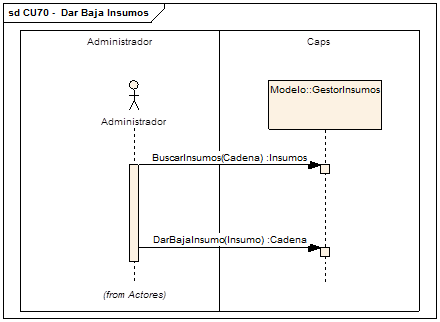 sd CU70 - Dar Baja Insumos
Administrador
Caps
Modelo::GestorInsumos
Administrador
BuscarInsumos(Cadena) :Insumos
DarBajaInsumo(Insumo) :Cadena
(from Actores)